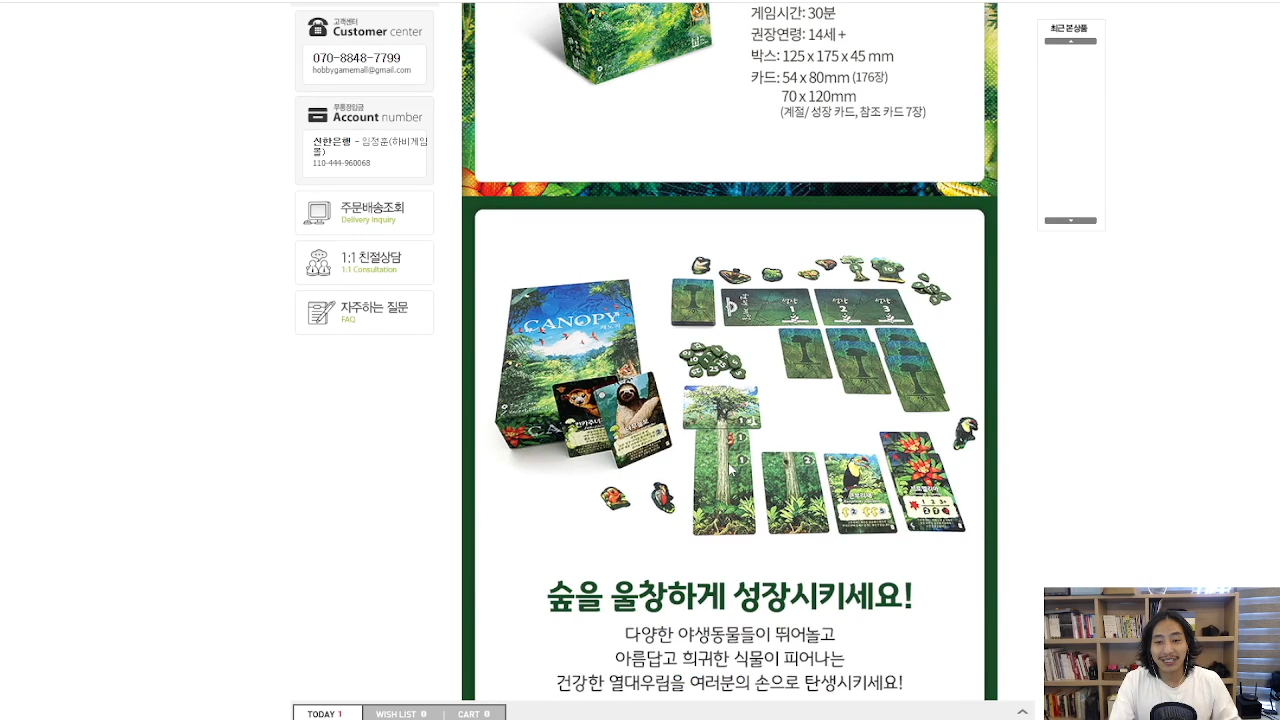 고객센터
Customer center
070-8848-7799
hobbygamemall@gmail.com
무통장입금
Account number
신한은행 - 임정훈(하비게임
몰)
110-444-960068
주문배송조회
Delivery Inquiry
1:1 친절상담
1:1 Consultation
자주하는 질문
FAQ
게임시간: 30분
권장연령: 14세 +
박스: 125 x 175 x 45 mm
카드: 54 x 80mm (176장)
70 x 120mm
(계절/ 성장 카드, 참조 카드 7장)
최근 본 상품
CANOPY
캐노피
성장 1
성장 2
성장 3
숲을 울창하게 성장시키세요!
다양한 야생동물들이 뛰어놀고
아름답고 희귀한 식물이 피어나는
건강한 열대우림을 여러분의 손으로 탄생시키세요!
TODAY 1
WISH LIST 0
CART 0